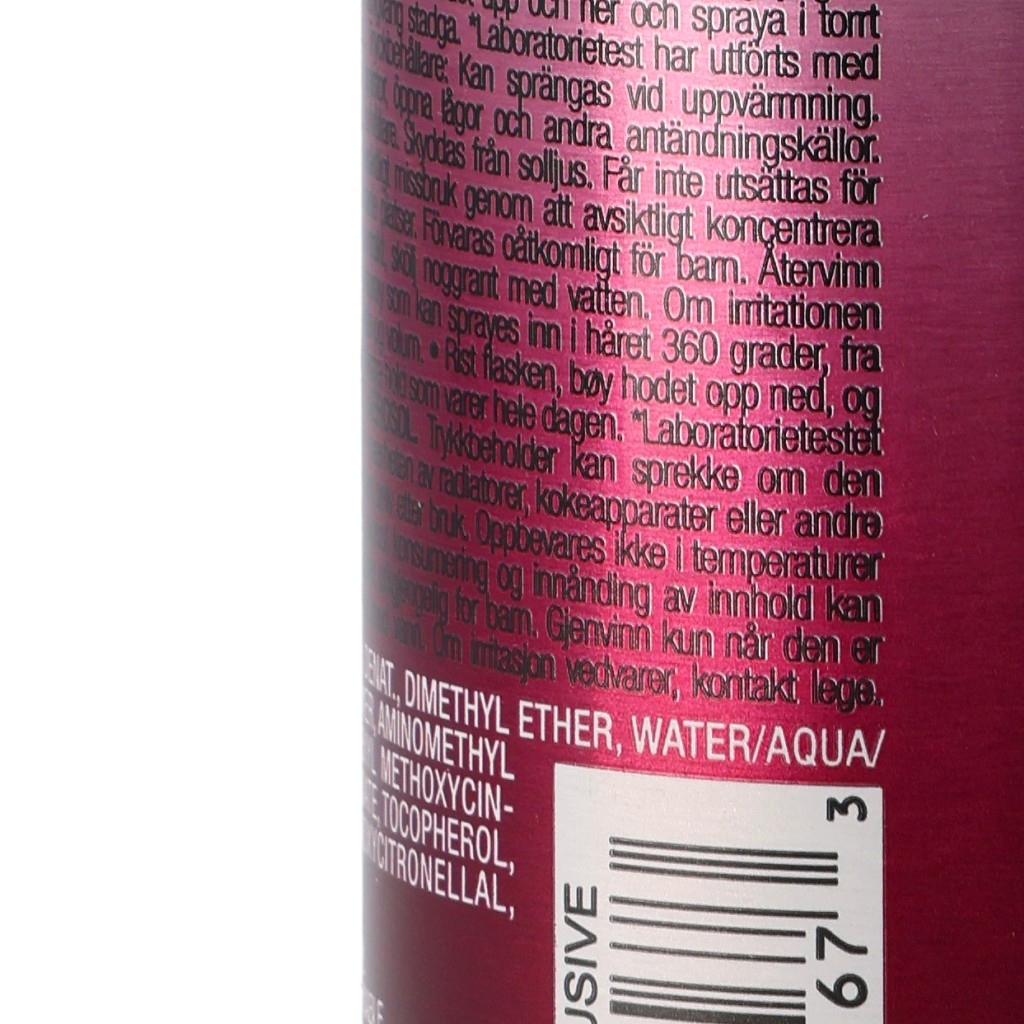 upp och ner och spraya i torrt
stadga. *Laboratorietest har utförts med
Kan sprängas vid uppvärmning.
öppna lågor och andra antändningskällor.
Skyddas från solljus. Får inte utsättas för
missbruk genom att avsiktligt koncentrera
Förvaras oåtkomligt för barn. Återvinn
skölj noggrant med vatten. Om irritationen
som kan sprayes inn i håret 360 grader, fra
volum. • Rist flasken, bøy hodet opp ned, og
hold som varer hele dagen. *Laboratorietestet
Trykkbeholder kan sprekke om den
av radiatorer, kokeapparater eller andre
etter bruk. Oppbevares ikke i temperaturer
konsumering og innånding av innhold kan
for barn. Gjenvinn kun når den er
Om irritasjon vedvarer, kontakt lege.
DENAT., DIMETHYL ETHER, WATER/AQUA/
AMINOMETHYL
METHOXYCIN-
TOCOPHEROL,
XYCITRONELLAL,
USIVE
67
3